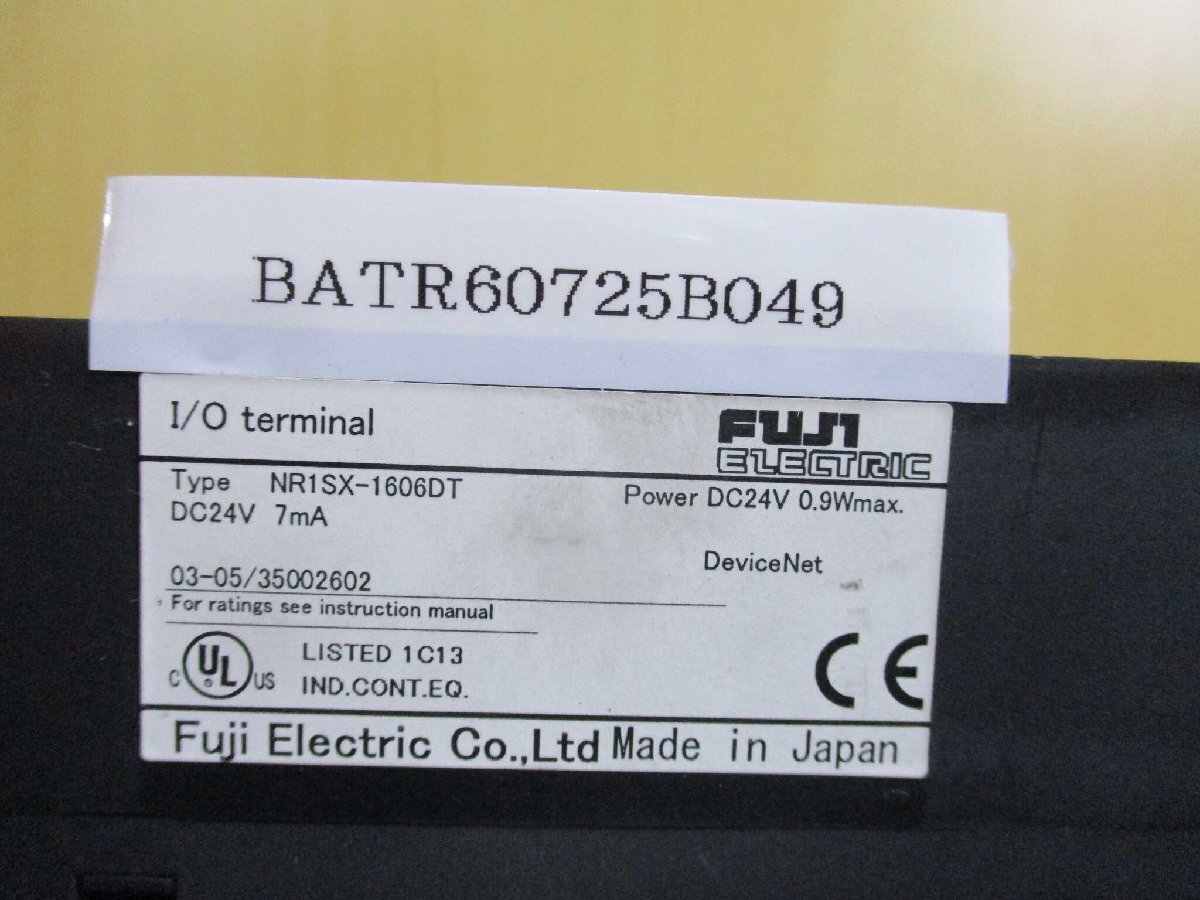 BATR60725B049
I/O terminal
FUJI
ELECTRIC
Type NR1SX-1606DT
Power DC24V 0.9Wmax.
DC24V 7mA
DeviceNet
03-05/35002602
For ratings see instruction manual
C UL US
LISTED 1C13
IND.CONT.EQ.
CE
Fuji Electric Co.,Ltd Made in Japan